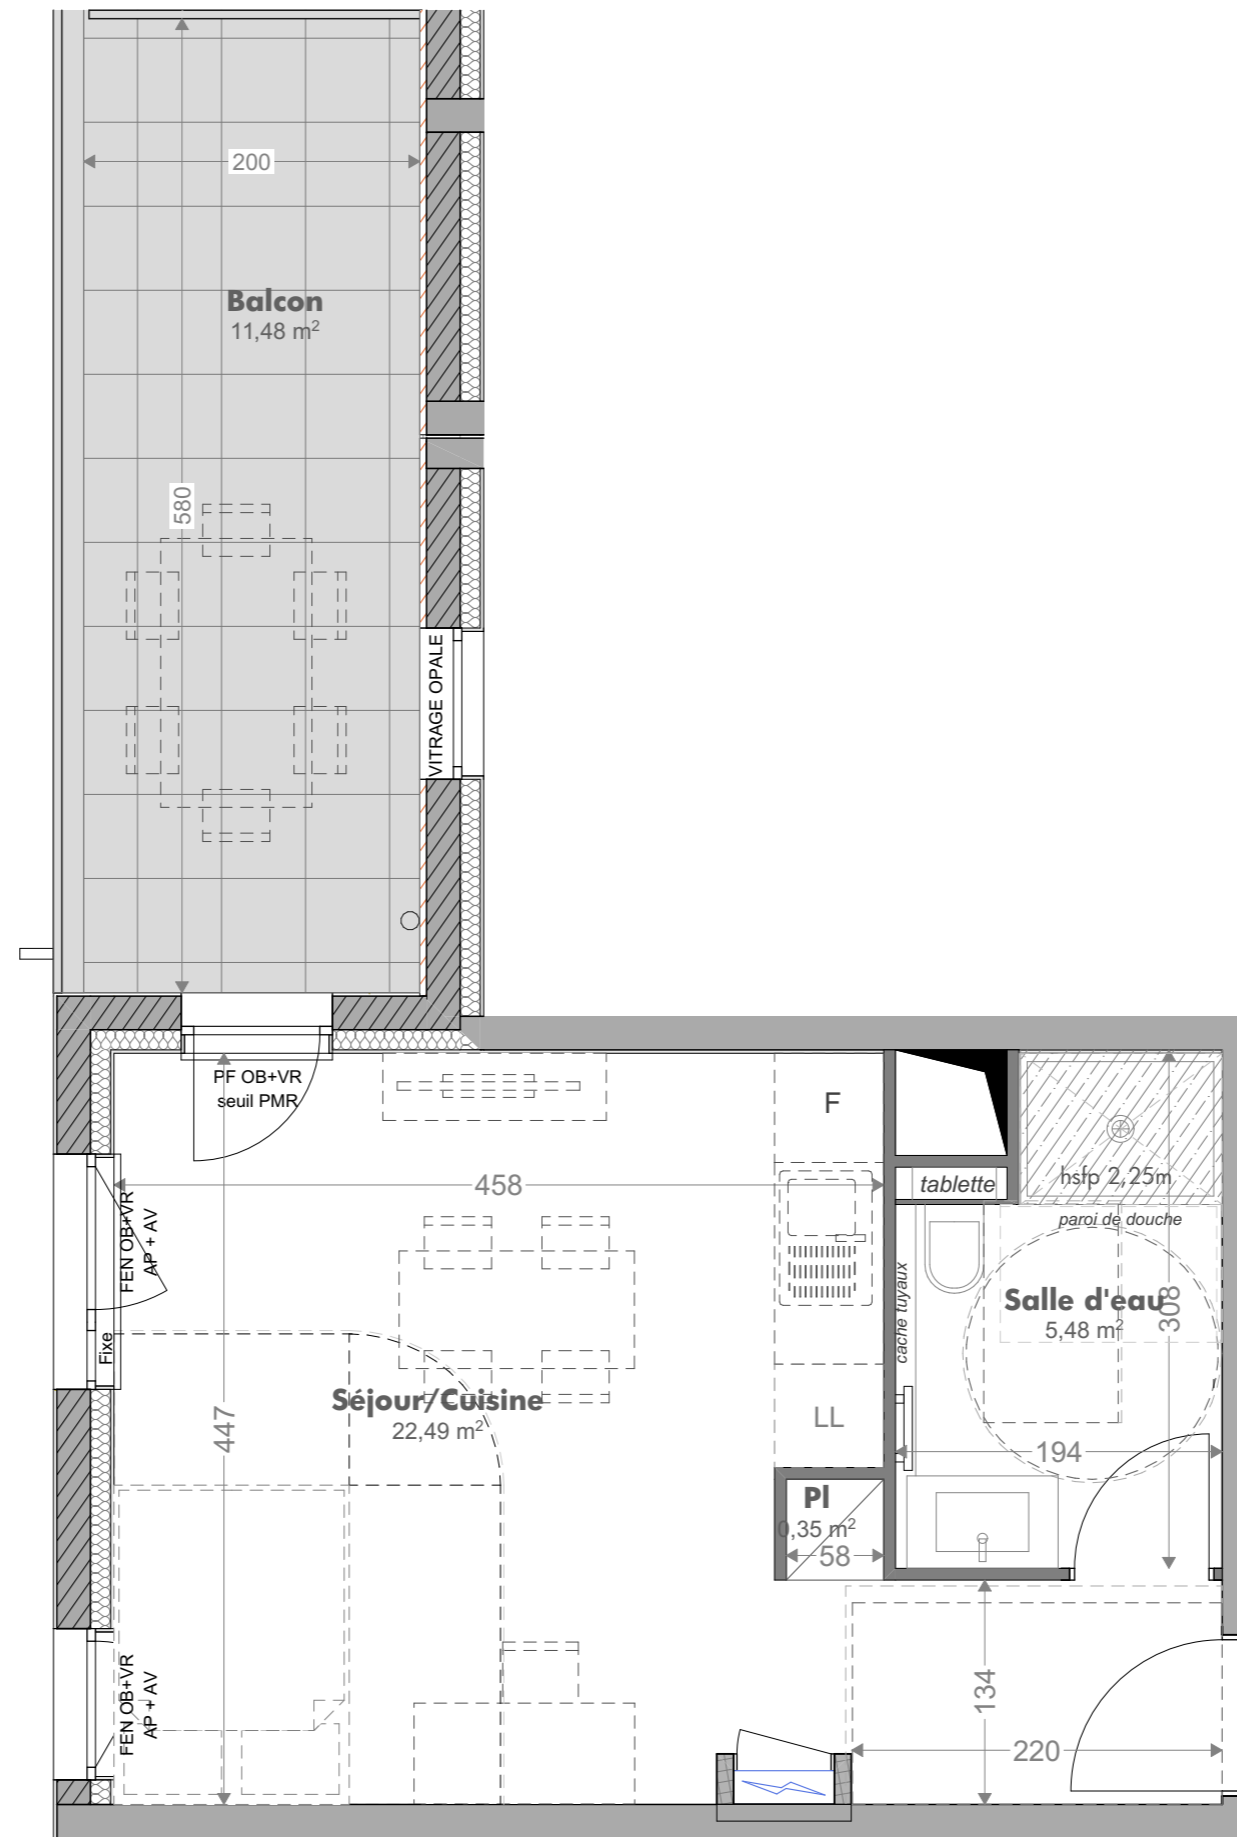 200
Balcon
11,48 m²
580
VITRAGE OPALE
PF OB+VR
seuil PMR
F
458
tablette
hsfp 2,25m
paroi de douche
FEN OB+VR
AP + AV
Fixe
cache tuyaux
Salle d'eau
5,48 m²
308
Séjour/Cuisine
22,49 m²
447
LL
194
Pl
0,35 m²
58
FEN OB+VR
AP + AV
134
220